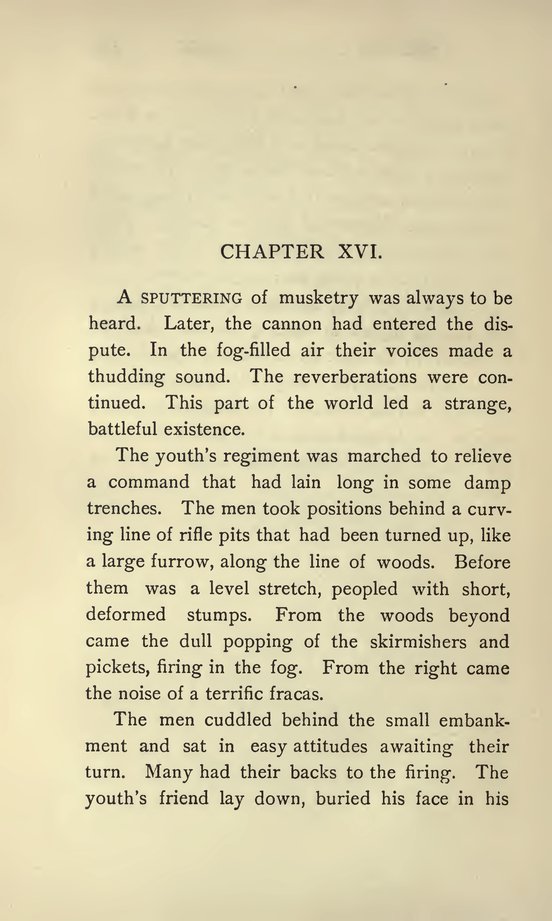 CHAPTER XVI.
A SPUTTERING of musketry was always to be
heard. Later, the cannon had entered the dis-
pute. In the fog-filled air their voices made a
thudding sound. The reverberations were con-
tinued. This part of the world led a strange,
battleful existence.
The youth's regiment was marched to relieve
a command that had lain long in some damp
trenches. The men took positions behind a curv-
ing line of rifle pits that had been turned up, like
a large furrow, along the line of woods. Before
them was a level stretch, peopled with short,
deformed stumps. From the woods beyond
came the dull popping of the skirmishers and
pickets, firing in the fog. From the right came
the noise of a terrific fracas.
The men cuddled behind the small embank-
ment and sat in easy attitudes awaiting their
turn. Many had their backs to the firing. The
youth's friend lay down, buried his face in his